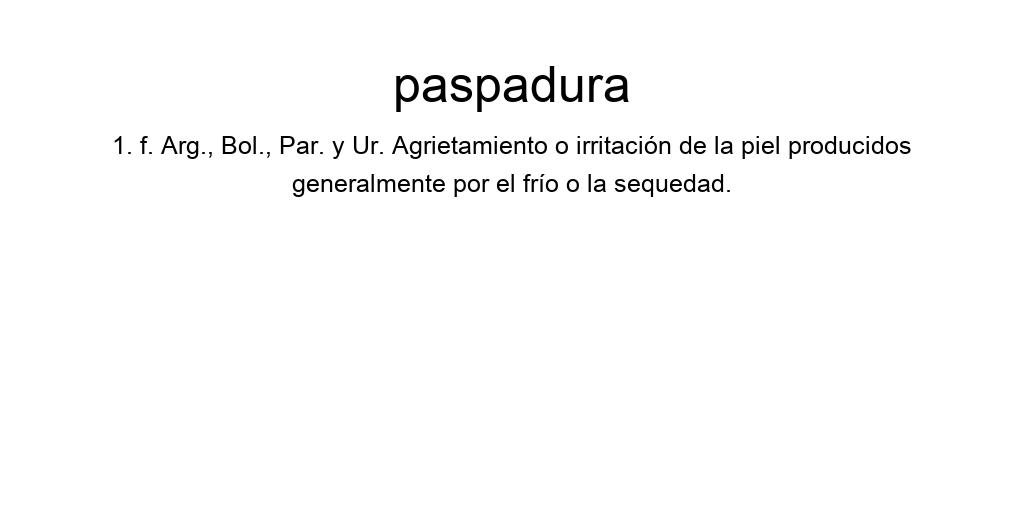 paspadura
1. f. Arg., Bol., Par. y Ur. Agrietamiento o irritación de la piel producidos
generalmente por el frío o la sequedad.